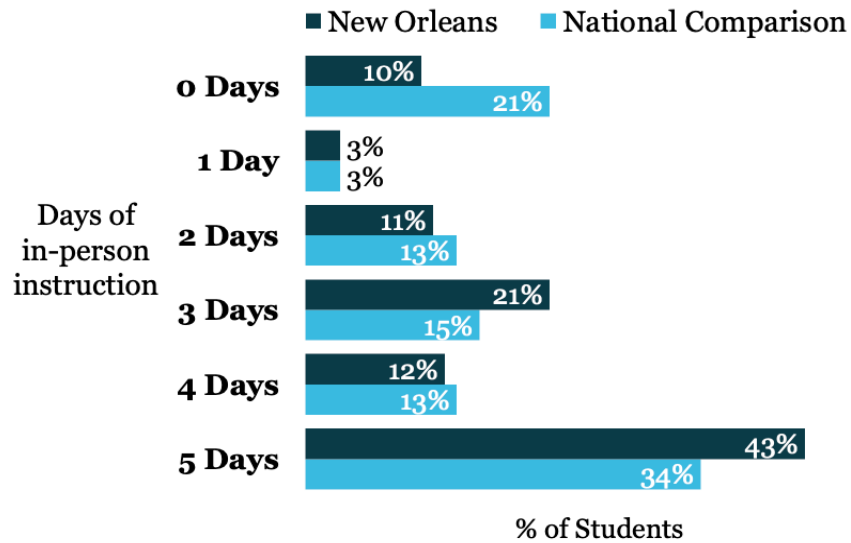 New Orleans National Comparison
0 Days
10%
21%
1 Day
3%
3%
Days of
in-person
instruction
2 Days
11%
13%
3 Days
21%
15%
4 Days
12%
13%
5 Days
43%
34%
% of Students